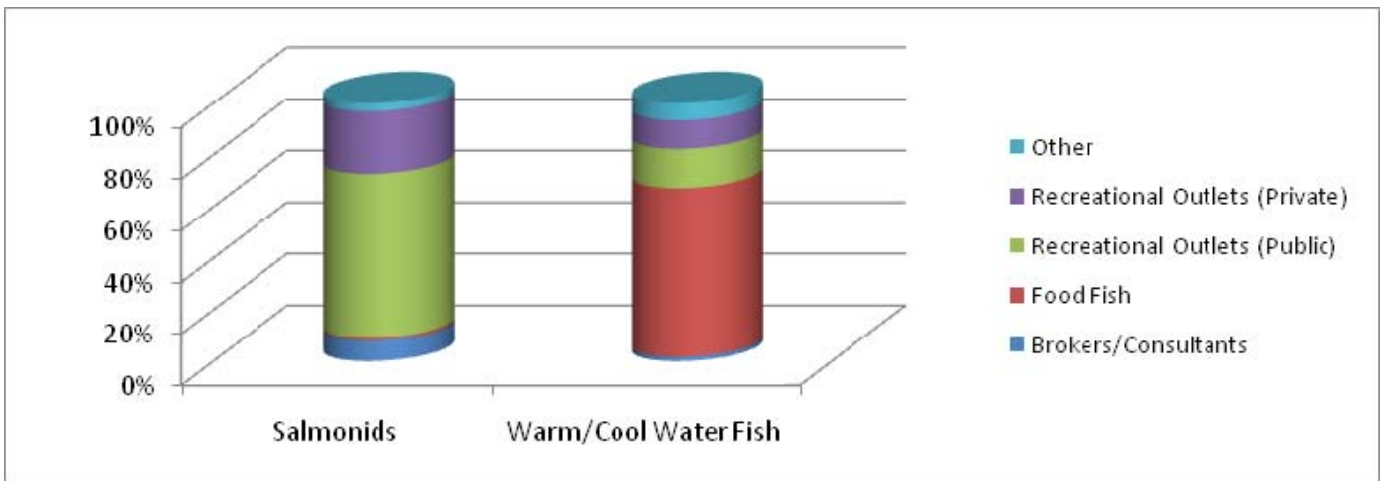 100%
80%
60%
40%
20%
0%
Salmonids
Warm/Cool Water Fish
Other
Recreational Outlets (Private)
Recreational Outlets (Public)
Food Fish
Brokers/Consultants